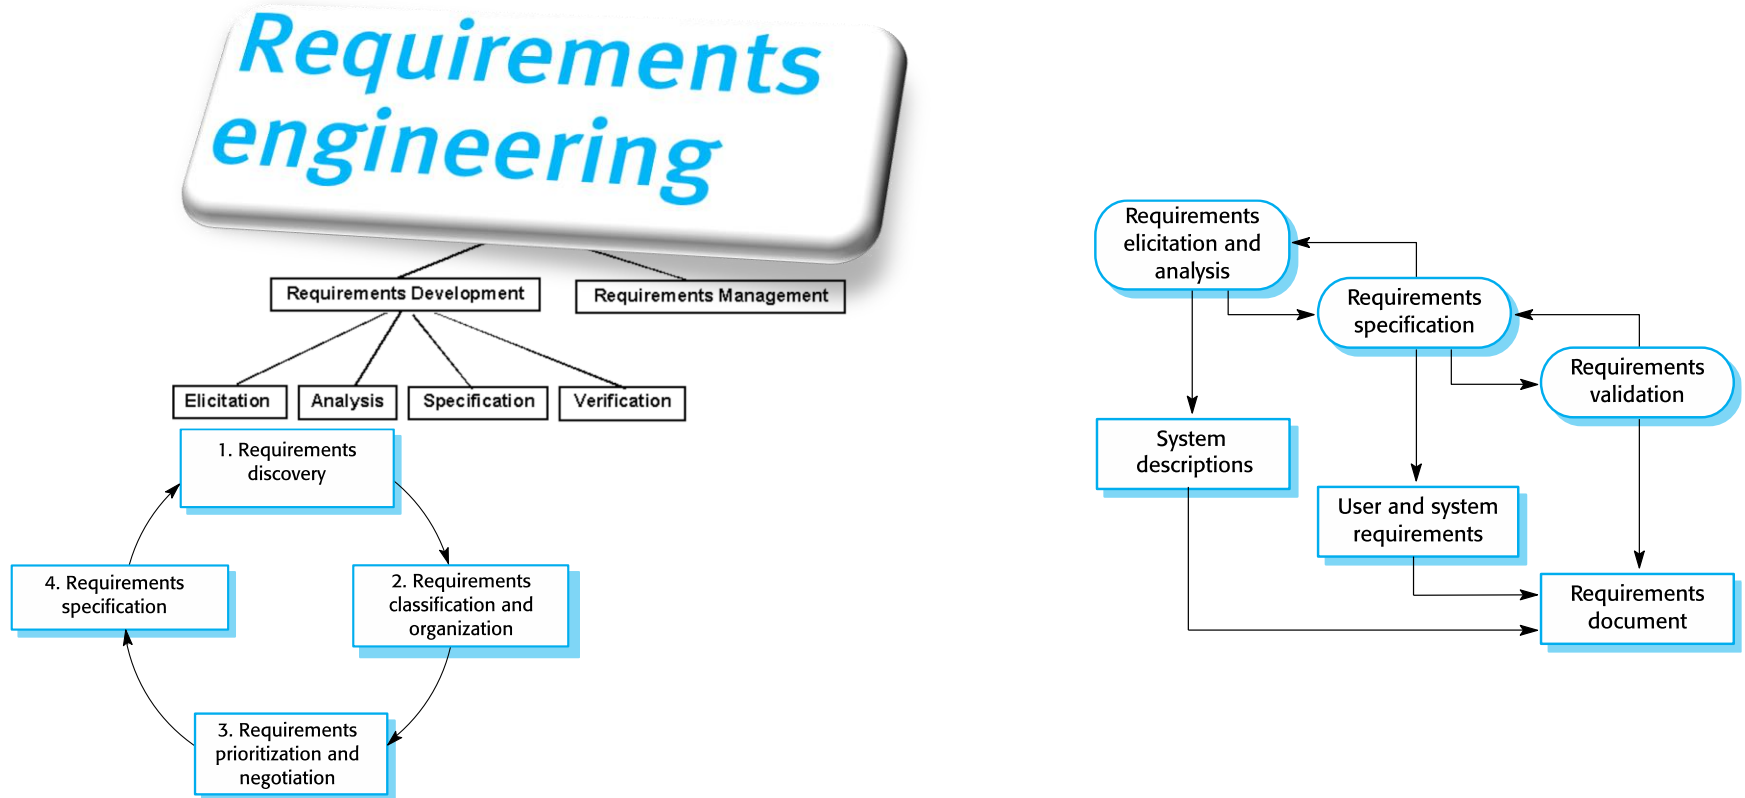 Requirements
engineering
Requirements Development
Requirements Management
Elicitation
Analysis
Specification
Verification
1. Requirements
discovery
2. Requirements
classification and
organization
3. Requirements
prioritization and
negotiation
4. Requirements
specification
Requirements
elicitation and
analysis
Requirements
specification
Requirements
validation
System
descriptions
User and system
requirements
Requirements
document